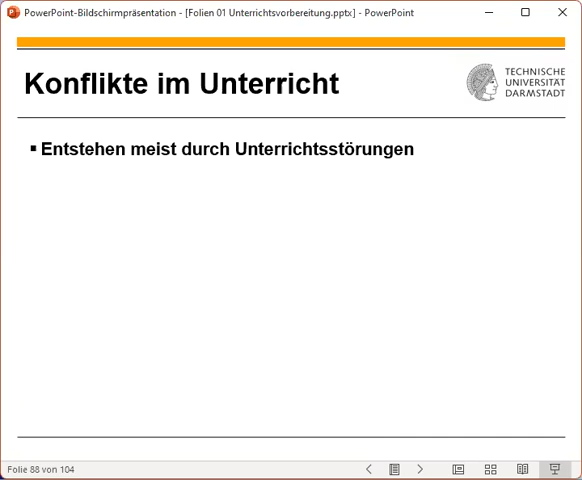 PowerPoint-Bildschirmpräsentation - [Folien 01 Unterrichtsvorbereitung.pptx] - PowerPoint
Konflikte im Unterricht
TECHNISCHE
UNIVERSITÄT
DARMSTADT
▪ Entstehen meist durch Unterrichtsstörungen
Folie 88 von 104